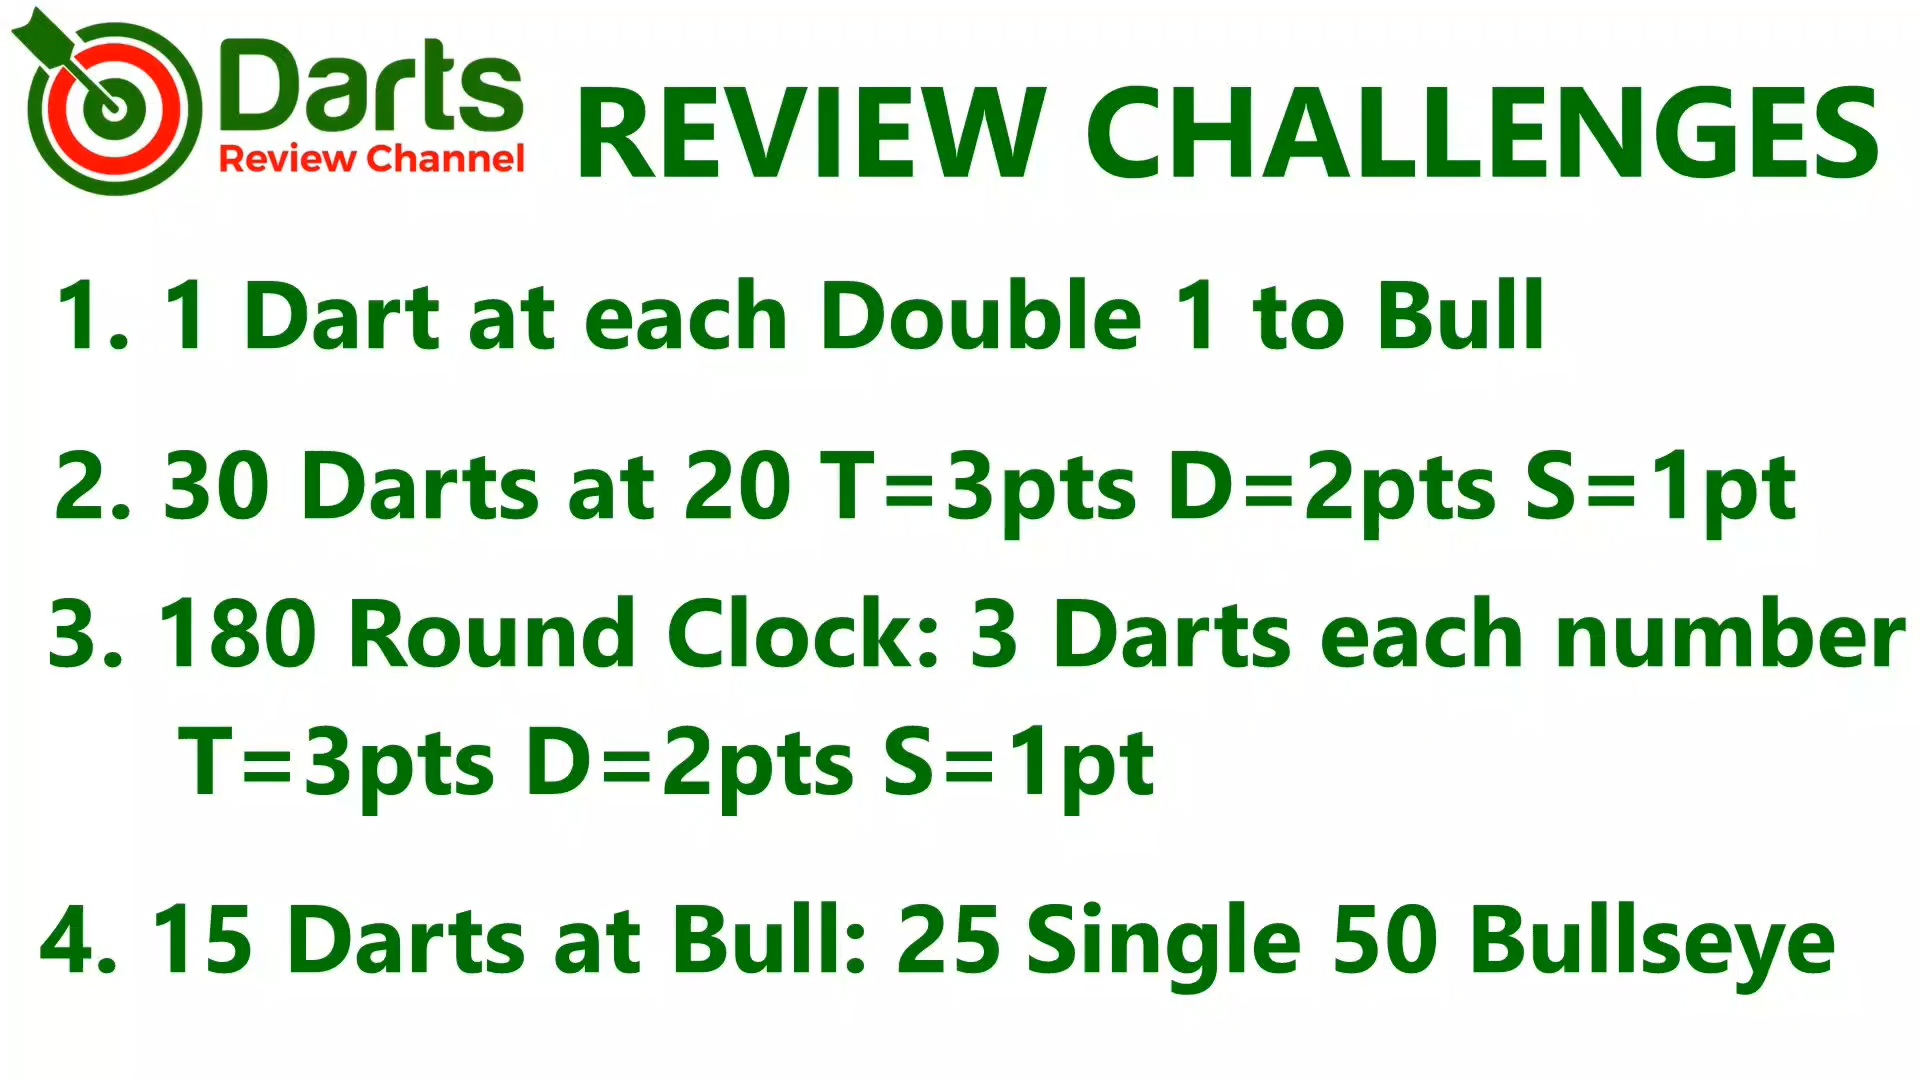 Darts
Review Channel
REVIEW CHALLENGES
1. 1 Dart at each Double 1 to Bull
2. 30 Darts at 20 T=3pts D=2pts S=1pt
3. 180 Round Clock: 3 Darts each number
T=3pts D=2pts S=1pt
4. 15 Darts at Bull: 25 Single 50 Bullseye